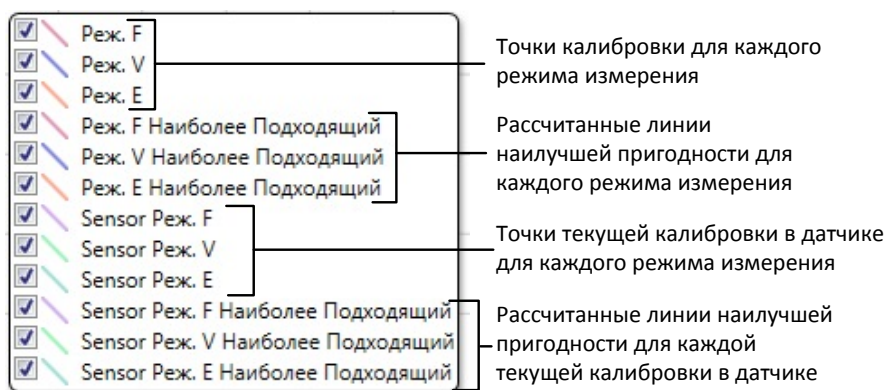 Реж. F
Реж. V
Реж. E
Реж. F Наиболее Подходящий
Реж. V Наиболее Подходящий
Реж. E Наиболее Подходящий
Sensor Реж. F
Sensor Реж. V
Sensor Реж. E
Sensor Реж. F Наиболее Подходящий
Sensor Реж. V Наиболее Подходящий
Sensor Реж. E Наиболее Подходящий
Точки калибровки для каждого
режима измерения
Рассчитанные линии
наилучшей пригодности для
каждого режима измерения
Точки текущей калибровки в датчике
для каждого режима измерения
Рассчитанные линии наилучшей
пригодности для каждой
текущей калибровки в датчике